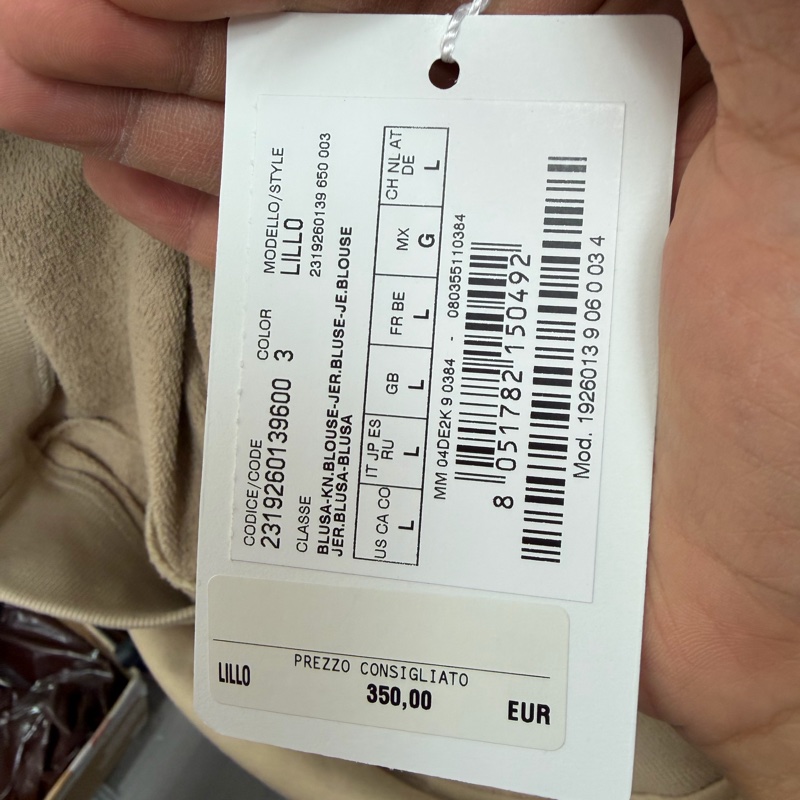 CODICE/CODE COLOR MODELLO/STYLE
2319260139600 3 LILLO
CLASSE 2319260139 650 003
BLUSA-KN.BLOUSE-JER.BLUSE-JE.BLOUSE
JER.BLUSA-BLUSA
US CA CO IT JP ES RU GB FR BE MX CH NL AT DE
L L L L G L
MM 04DE2K 9 0384 - 080355110384
8 051782 150492
Mod. 1926013 9 06 0 03 4
PREZZO CONSIGLIATO
LILLO 350,00 EUR